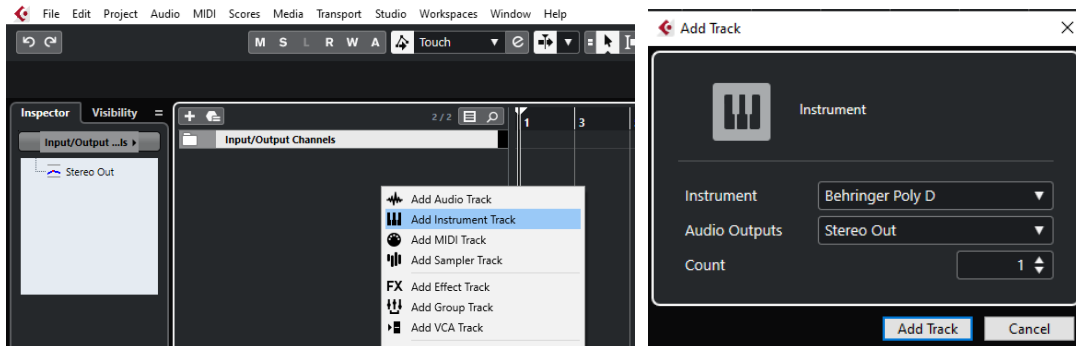 File Edit Project Audio MIDI Scores Media Transport Studio Workspaces Window Help
M S L R W A Touch
Inspector Visibility
2 / 2
1 3
Input/Output ...ls
Input/Output Channels
Stereo Out
Add Audio Track
Add Instrument Track
Add MIDI Track
Add Sampler Track
FX Add Effect Track
Add Group Track
Add VCA Track
Add Track
Instrument
Instrument Behringer Poly D
Audio Outputs Stereo Out
Count 1
Add Track Cancel